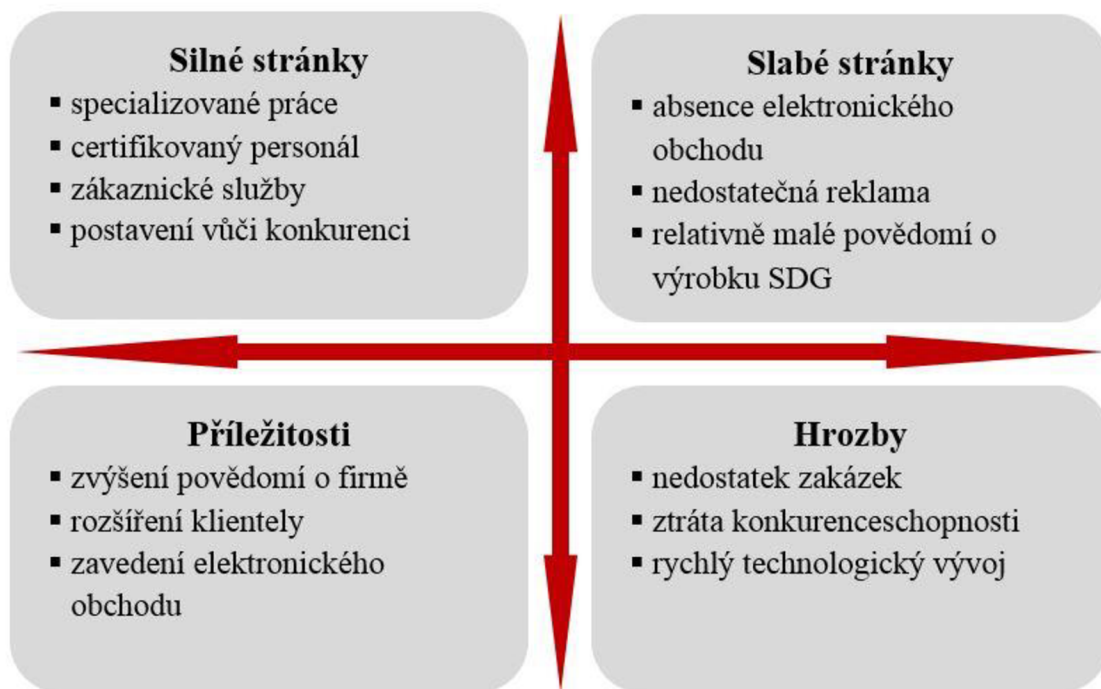 Silné stránky
▪ specializované práce
▪ certifikovaný personál
▪ zákaznické služby
▪ postavení vůči konkurenci
Slabé stránky
▪ absence elektronického
obchodu
▪ nedostatečná reklama
▪ relativně malé povědomí o
výrobku SDG
Příležitosti
▪ zvýšení povědomí o firmě
▪ rozšíření klientely
▪ zavedení elektronického
obchodu
Hrozby
▪ nedostatek zakázek
▪ ztráta konkurenceschopnosti
▪ rychlý technologický vývoj